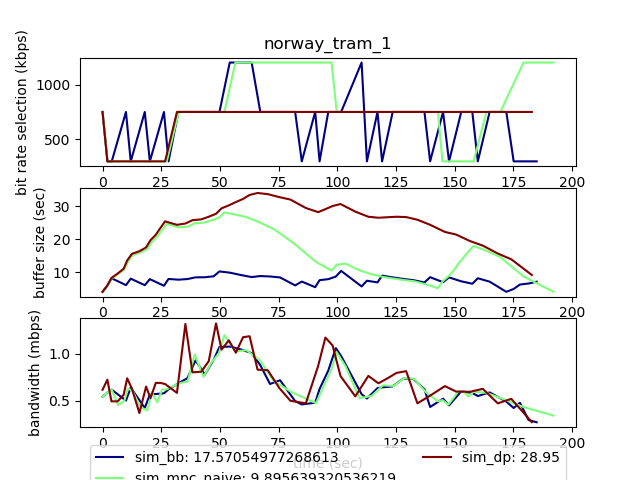 norway_tram_1
bit rate selection (kbps)
1000
500
0 25 50 75 100 125 150 175 200
buffer size (sec)
30
20
10
0 25 50 75 100 125 150 175 200
bandwidth (mbps)
1.0
0.5
0 25 50 75 100 125 150 175 200
time (sec)
sim_bb: 17.57054977268613
sim_dp: 28.95
sim_mpc_naive: 9.895639320536219